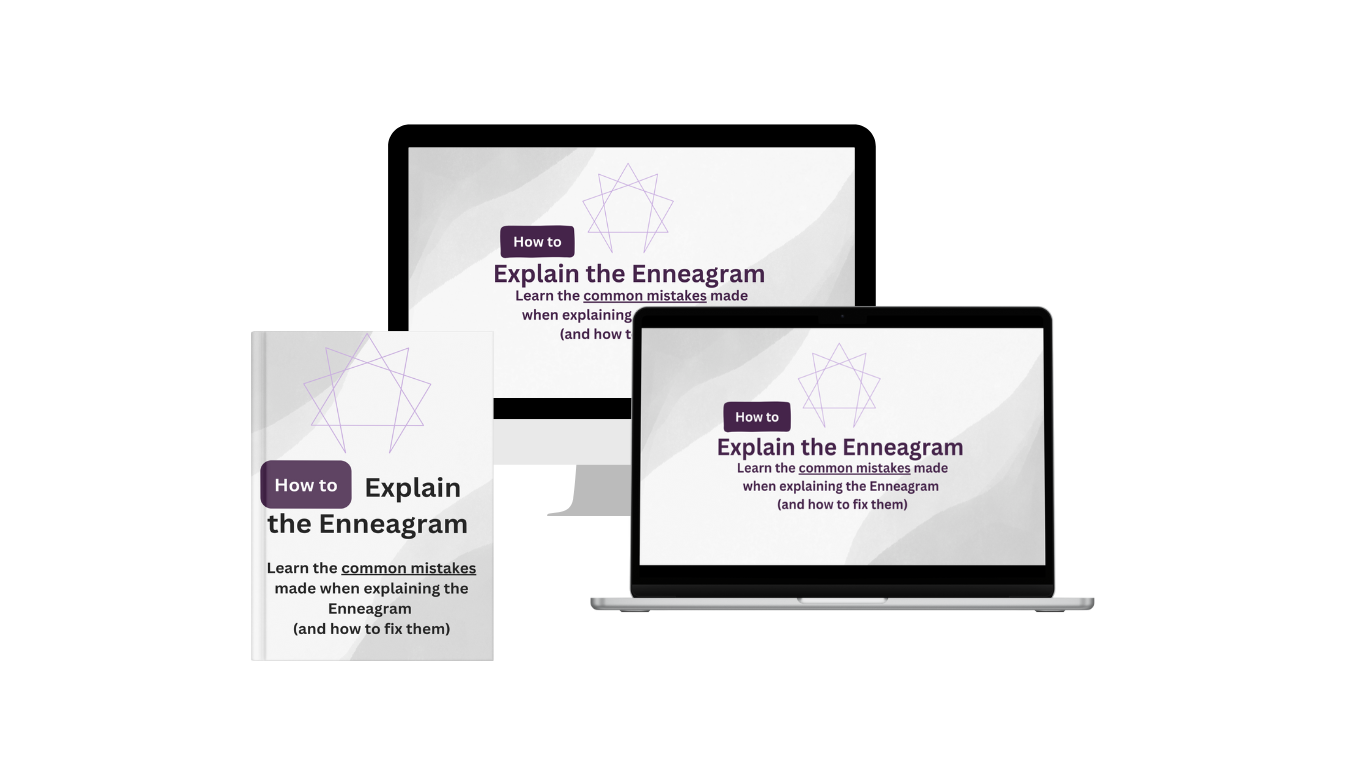 How to
Explain the Enneagram
Learn the common mistakes made
when explaining
(and how t
How to
Explain the Enneagram
Learn the common mistakes made
when explaining the Enneagram
(and how to fix them)
How to Explain
the Enneagram
Learn the common mistakes
made when explaining the
Enneagram
(and how to fix them)